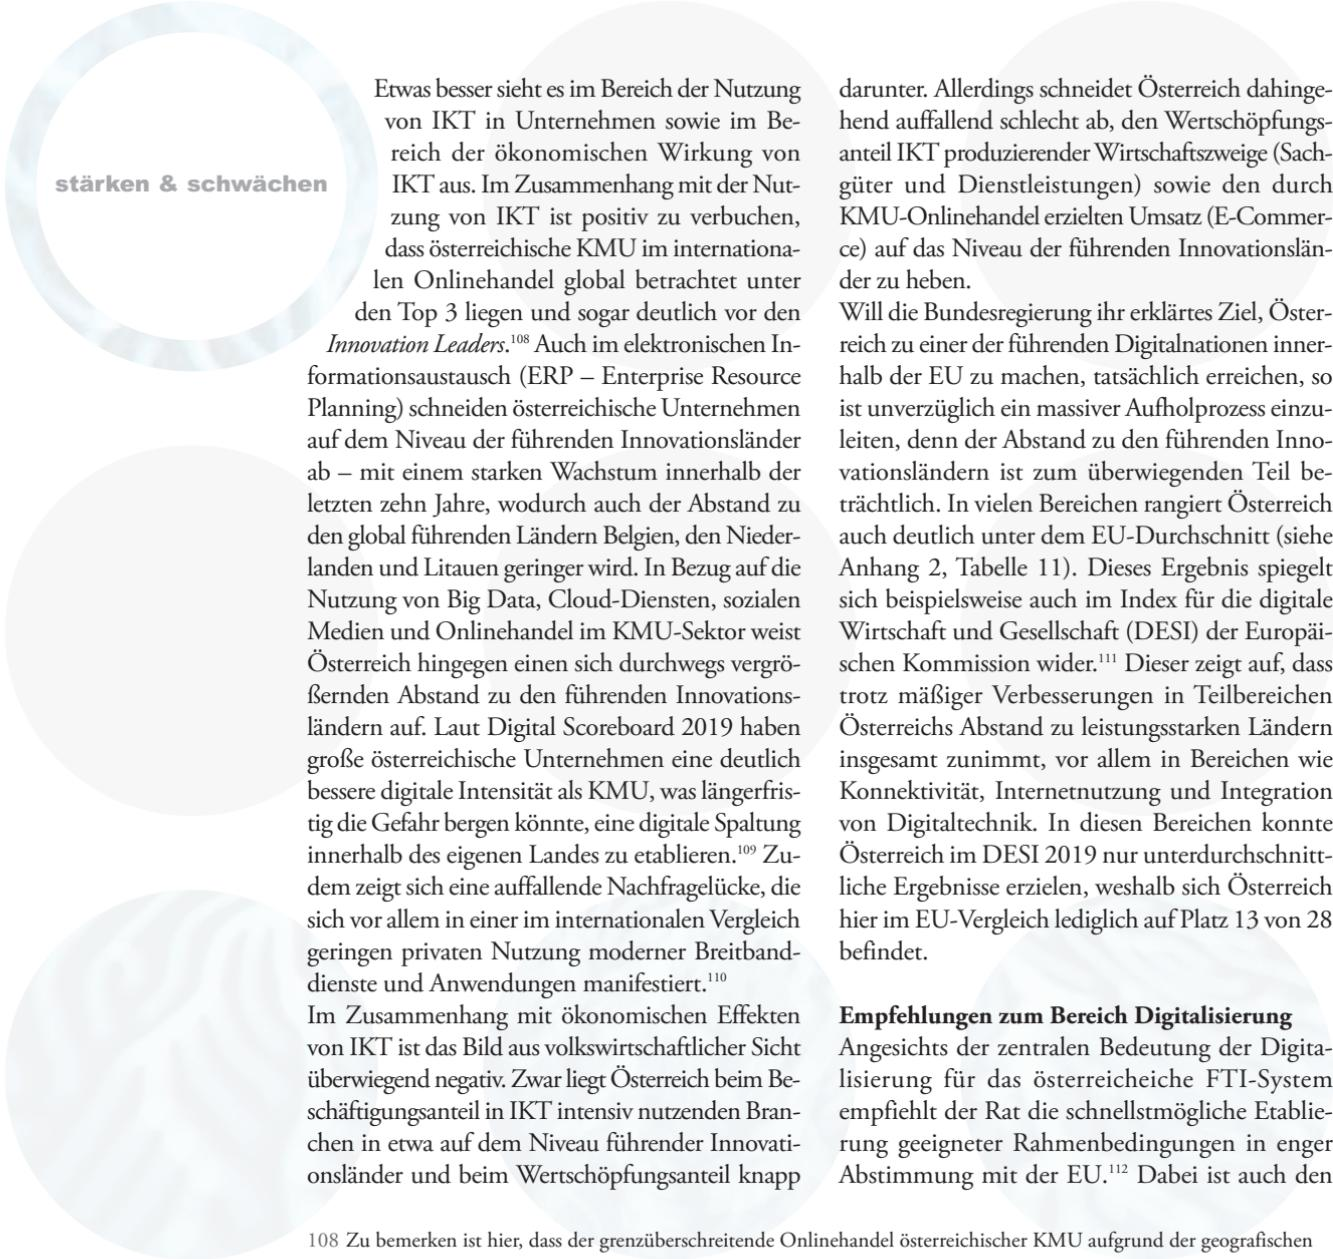 stärken & schwächen
Etwas besser sieht es im Bereich der Nutzung
von IKT in Unternehmen sowie im Be-
reich der ökonomischen Wirkung von
IKT aus. Im Zusammenhang mit der Nut-
zung von IKT ist positiv zu verbuchen,
dass österreichische KMU im internationa-
len Onlinehandel global betrachtet unter
den Top 3 liegen und sogar deutlich vor den
Innovation Leaders.108 Auch im elektronischen In-
formationsaustausch (ERP – Enterprise Resource
Planning) schneiden österreichische Unternehmen
auf dem Niveau der führenden Innovationsländer
ab – mit einem starken Wachstum innerhalb der
letzten zehn Jahre, wodurch auch der Abstand zu
den global führenden Ländern Belgien, den Nieder-
landen und Litauen geringer wird. In Bezug auf die
Nutzung von Big Data, Cloud-Diensten, sozialen
Medien und Onlinehandel im KMU-Sektor weist
Österreich hingegen einen sich durchwegs vergrö-
ßernden Abstand zu den führenden Innovations-
ländern auf. Laut Digital Scoreboard 2019 haben
große österreichische Unternehmen eine deutlich
bessere digitale Intensität als KMU, was längerfris-
tig die Gefahr bergen könnte, eine digitale Spaltung
innerhalb des eigenen Landes zu etablieren.109 Zu-
dem zeigt sich eine auffallende Nachfragelücke, die
sich vor allem in einer im internationalen Vergleich
geringen privaten Nutzung moderner Breitband-
dienste und Anwendungen manifestiert.110
Im Zusammenhang mit ökonomischen Effekten
von IKT ist das Bild aus volkswirtschaftlicher Sicht
überwiegend negativ. Zwar liegt Österreich beim Be-
schäftigungsanteil in IKT intensiv nutzenden Bran-
chen in etwa auf dem Niveau führender Innovati-
onsländer und beim Wertschöpfungsanteil knapp
darunter. Allerdings schneidet Österreich dahinge-
hend auffallend schlecht ab, den Wertschöpfungs-
anteil IKT produzierender Wirtschaftszweige (Sach-
güter und Dienstleistungen) sowie den durch
KMU-Onlinehandel erzielten Umsatz (E-Commer-
ce) auf das Niveau der führenden Innovationslän-
der zu heben.
Will die Bundesregierung ihr erklärtes Ziel, Öster-
reich zu einer der führenden Digitalnationen inner-
halb der EU zu machen, tatsächlich erreichen, so
ist unverzüglich ein massiver Aufholprozess einzu-
leiten, denn der Abstand zu den führenden Inno-
vationsländern ist zum überwiegenden Teil be-
trächtlich. In vielen Bereichen rangiert Österreich
auch deutlich unter dem EU-Durchschnitt (siehe
Anhang 2, Tabelle 11). Dieses Ergebnis spiegelt
sich beispielsweise auch im Index für die digitale
Wirtschaft und Gesellschaft (DESI) der Europäi-
schen Kommission wider.111 Dieser zeigt auf, dass
trotz mäßiger Verbesserungen in Teilbereichen
Österreichs Abstand zu leistungsstarken Ländern
insgesamt zunimmt, vor allem in Bereichen wie
Konnektivität, Internetnutzung und Integration
von Digitaltechnik. In diesen Bereichen konnte
Österreich im DESI 2019 nur unterdurchschnitt-
liche Ergebnisse erzielen, weshalb sich Österreich
hier im EU-Vergleich lediglich auf Platz 13 von 28
befindet.
Empfehlungen zum Bereich Digitalisierung
Angesichts der zentralen Bedeutung der Digita-
lisierung für das österreicheiche FTI-System
empfiehlt der Rat die schnellstmögliche Etablie-
rung geeigneter Rahmenbedingungen in enger
Abstimmung mit der EU.112 Dabei ist auch den
108 Zu bemerken ist hier, dass der grenzüberschreitende Onlinehandel österreichischer KMU aufgrund der geografischen